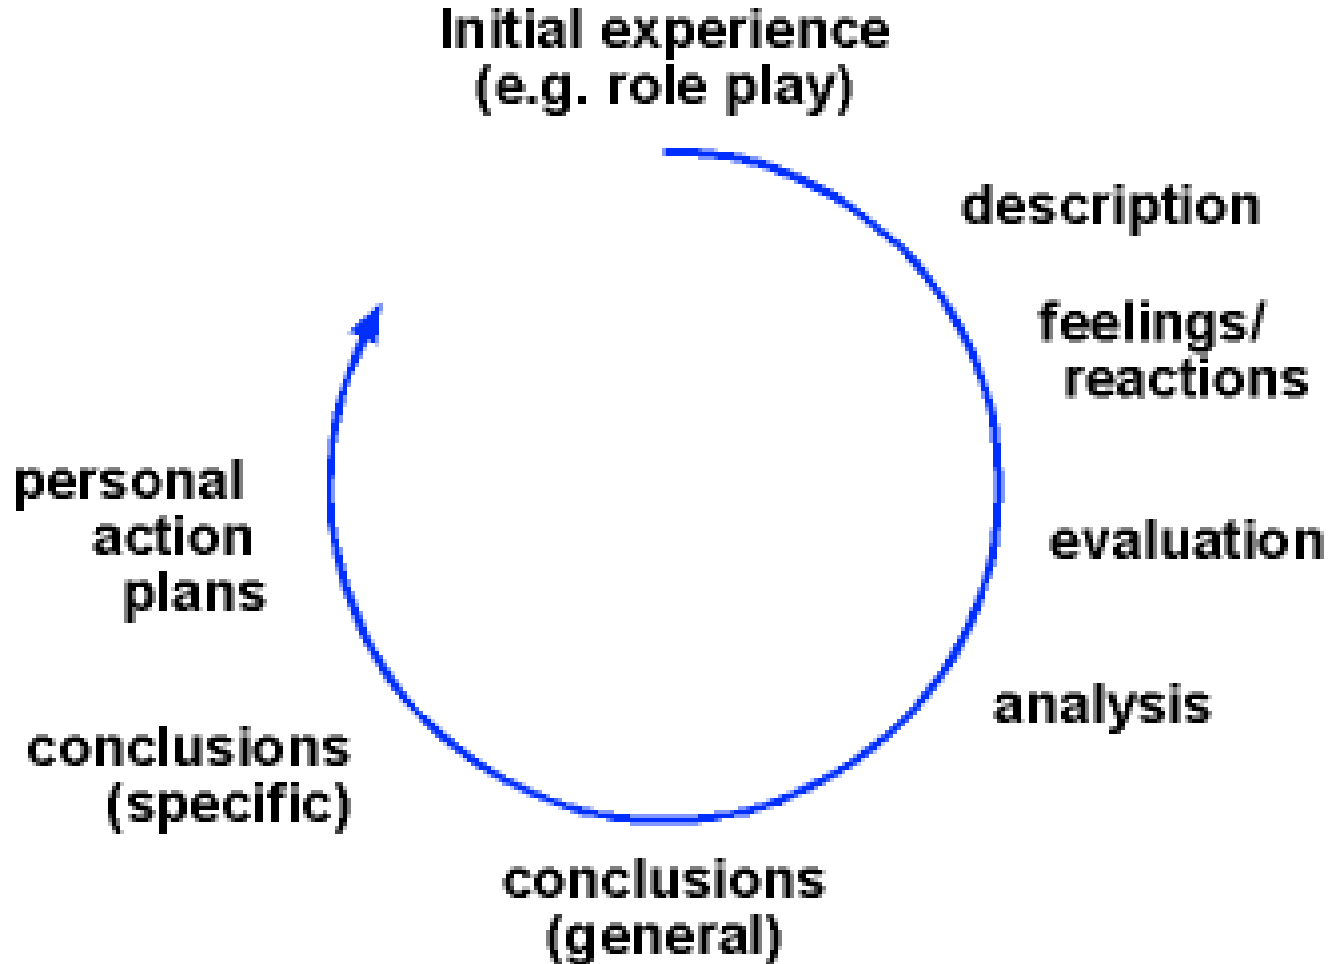 Initial experience
(e.g. role play)
description
feelings/
reactions
evaluation
analysis
conclusions
(general)
conclusions
(specific)
personal
action
plans